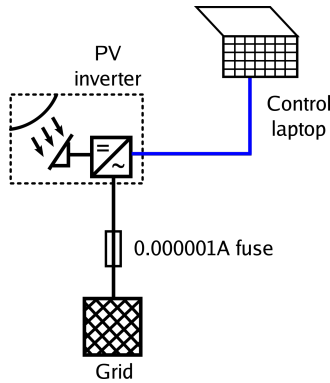 PV
inverter
Control
laptop
=
~
0.000001A fuse
Grid